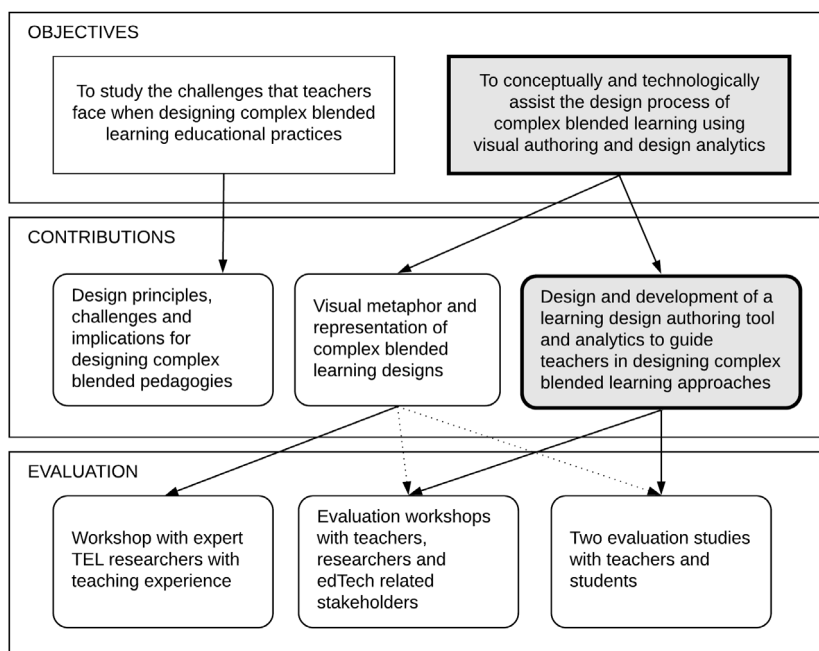 OBJECTIVES
To study the challenges that teachers
face when designing complex blended
learning educational practices
To conceptually and technologically
assist the design process of
complex blended learning using
visual authoring and design analytics
CONTRIBUTIONS
Design principles,
challenges and
implications for
designing complex
blended pedagogies
Visual metaphor and
representation of
complex blended
learning designs
Design and development of a
learning design authoring tool
and analytics to guide
teachers in designing complex
blended learning approaches
EVALUATION
Workshop with expert
TEL researchers with
teaching experience
Evaluation workshops
with teachers,
researchers and
edTech related
stakeholders
Two evaluation studies
with teachers and
students